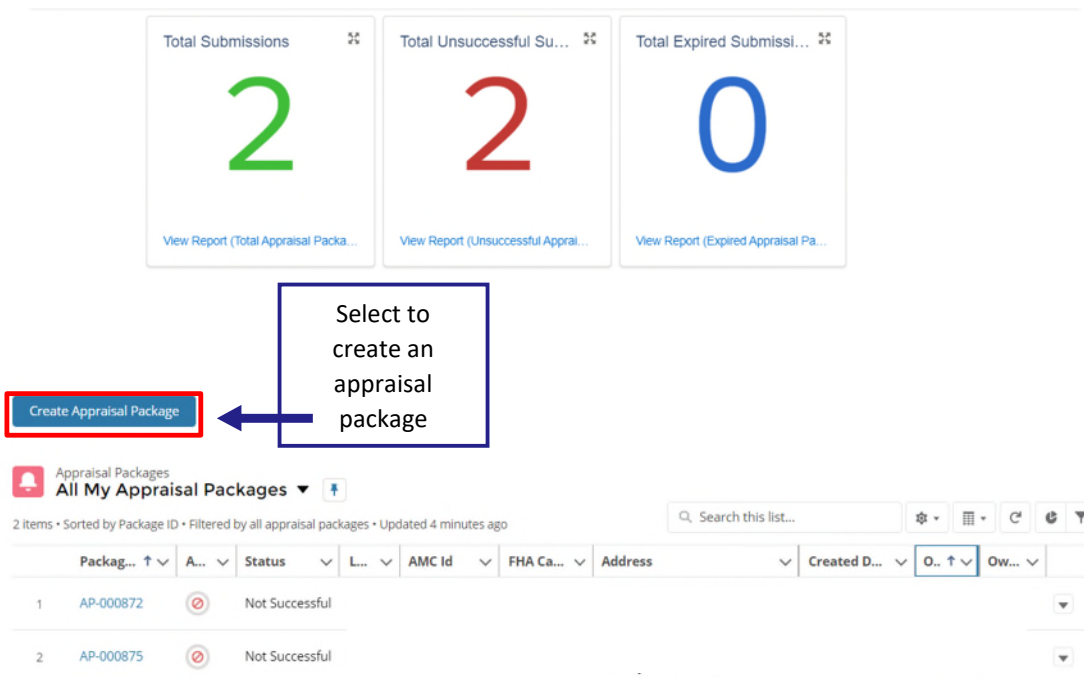 Total Submissions
Total Unsuccessful Su...
Total Expired Submissi...
2
2
0
View Report (Total Appraisal Packa...
View Report (Unsuccessful Apprai...
View Report (Expired Appraisal Pa...
Select to
create an
appraisal
package
Create Appraisal Package
Appraisal Packages
All My Appraisal Packages
2 items • Sorted by Package ID • Filtered by all appraisal packages • Updated 4 minutes ago
Search this list...
Packag... A... Status L... AMC Id FHA Ca... Address Created D... O.. Ow...
1 AP-000872 Not Successful
2 AP-000875 Not Successful